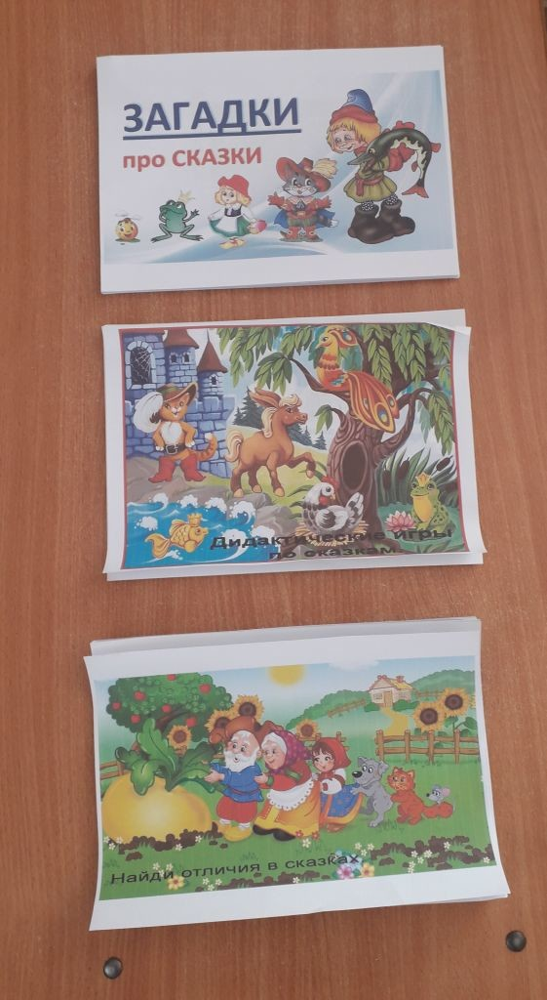 ЗАГАДКИ
про СКАЗКИ
Дидактические игры
по сказкам
Найди отличия в сказках